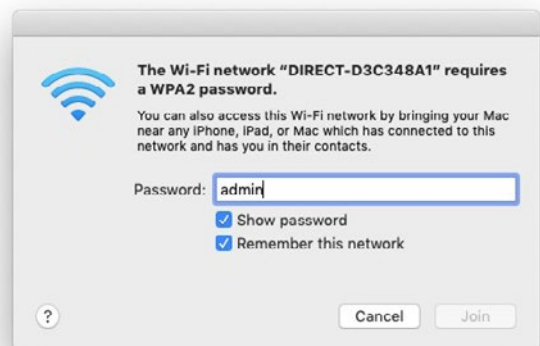 The Wi-Fi network “DIRECT-D3C348A1” requires
a WPA2 password.
You can also access this Wi-Fi network by bringing your Mac
near any iPhone, iPad, or Mac which has connected to this
network and has you in their contacts.
Password: admin
Show password
Remember this network
? Cancel Join